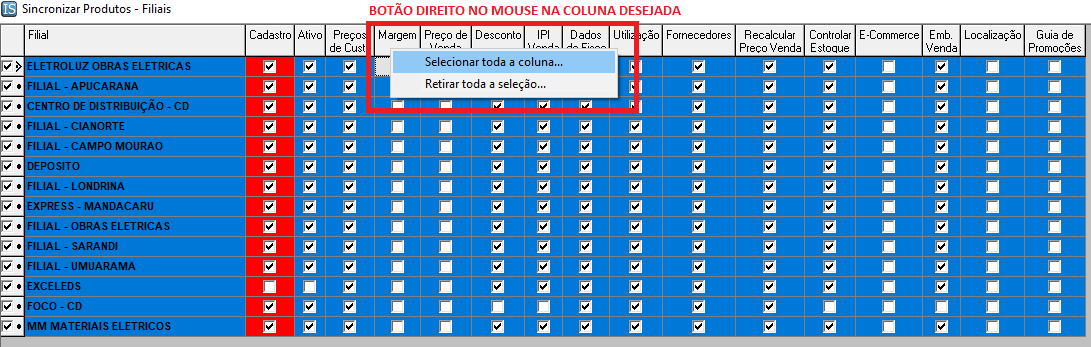 IS Sincronizar Produtos - Filiais
BOTÃO DIREITO NO MOUSE NA COLUNA DESEJADA
Filial Cadastro Ativo Preços de Cust Margem Preço de Venda Desconto IPI Venda Dados Utilização Fornecedores Recalcular Preço Venda Controlar Estoque E-Commerce Emb. Venda Localização Guia de Promoções
Selecionar toda a coluna...
Retirar toda a seleção...
ELETROLUZ OBRAS ELETRICAS
FILIAL - APUCARANA
CENTRO DE DISTRIBUIÇÃO - CD
FILIAL - CIANORTE
FILIAL - CAMPO MOURAO
DEPOSITO
FILIAL - LONDRINA
EXPRESS - MANDACARU
FILIAL - OBRAS ELETRICAS
FILIAL - SARANDI
FILIAL - UMUARAMA
EXCELEDS
FOCO - CD
MM MATERIAIS ELETRICOS